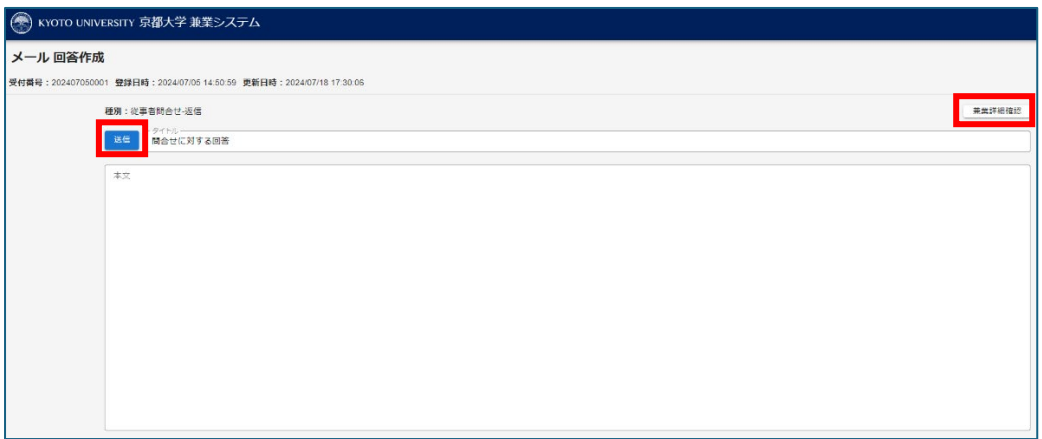 KYOTO UNIVERSITY 京都大学 兼業システム
メール 回答作成
受付番号：202407050001 登録日時：2024/07/05 14:50:59 更新日時：2024/07/18 17:30:06
種別：従事者問合せ-返信
兼業詳細確認
送信
タイトル
問合せに対する回答
本文